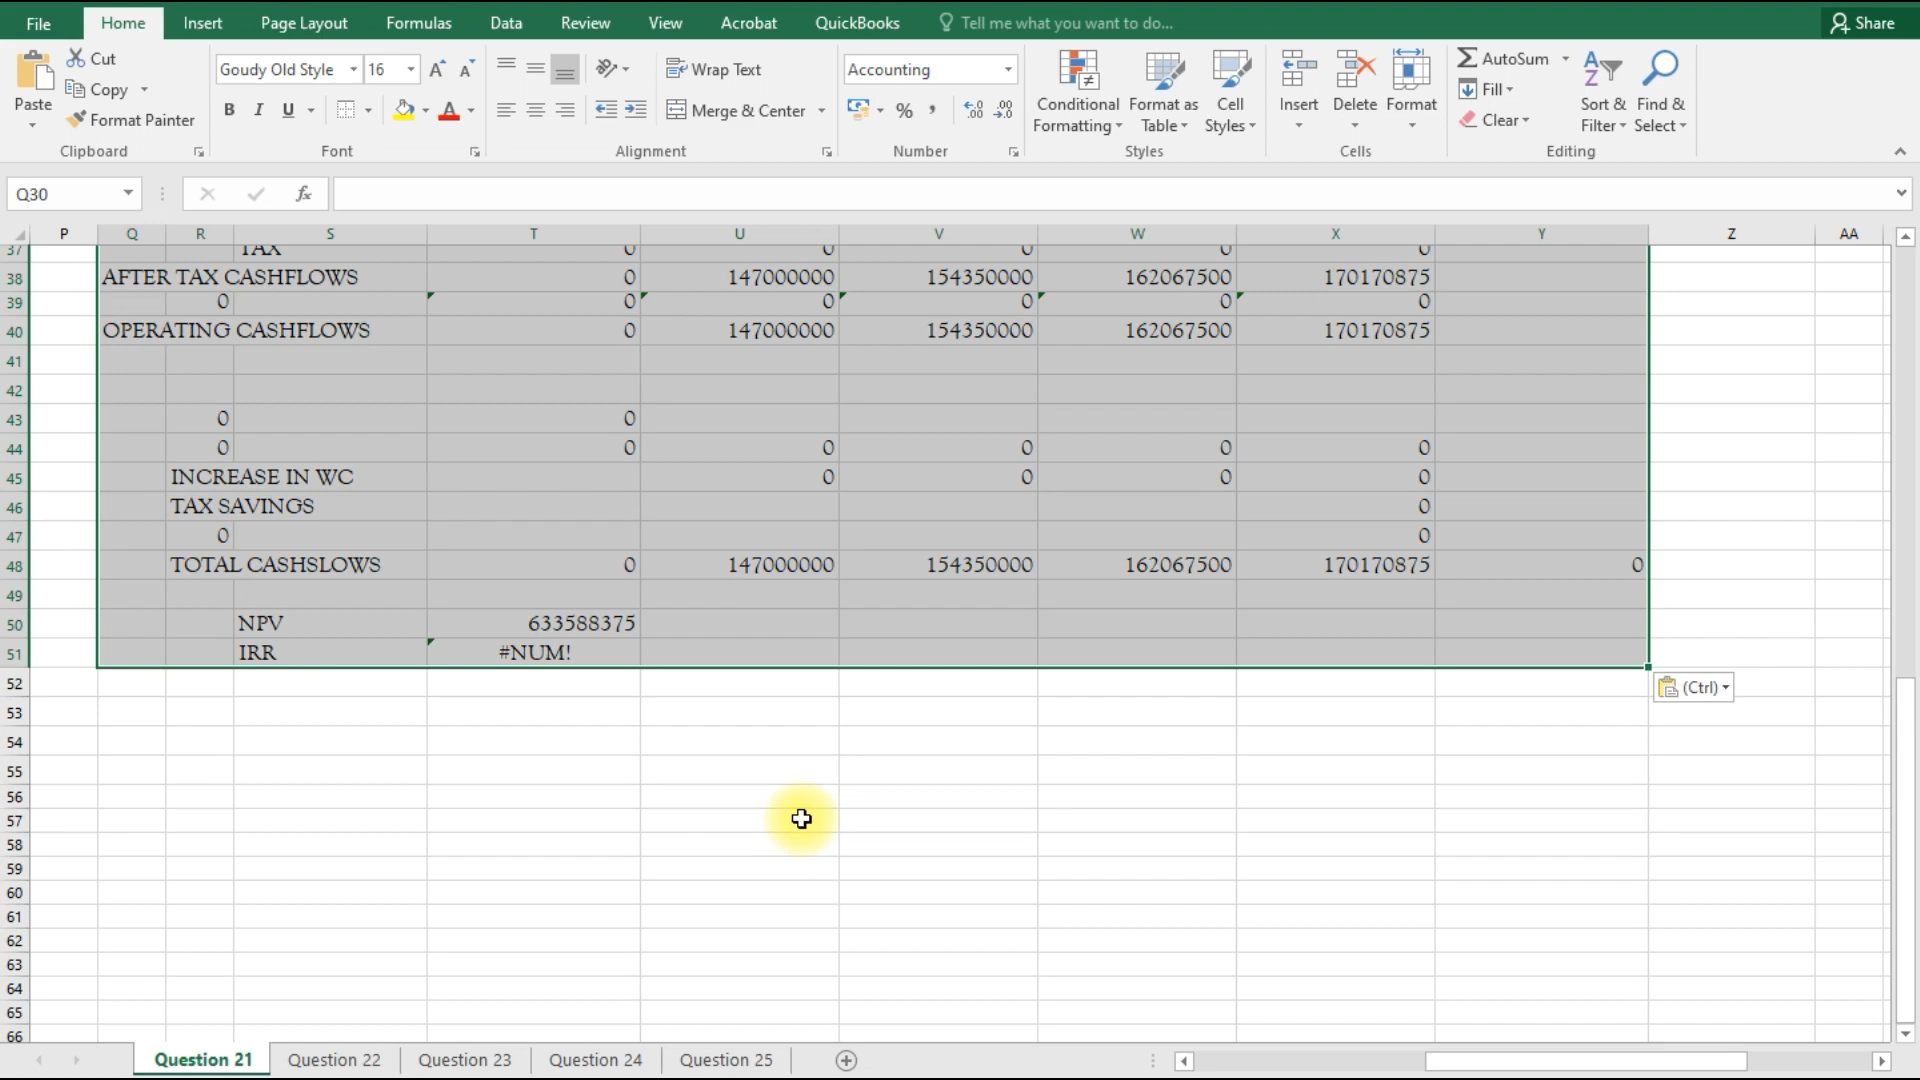 File Home Insert Page Layout Formulas Data Review View Acrobat QuickBooks Tell me what you want to do... Share
Paste Cut Copy Format Painter Clipboard
Goudy Old Style 16 A A B I U A Font
Wrap Text Merge & Center Alignment
Accounting % , .0 .00 .00 .0 Number
Conditional Formatting Format as Table Cell Styles Styles
Insert Delete Format Cells
AutoSum Fill Clear Sort & Filter Find & Select Editing
Q30 fx
P Q R S T U V W X Y Z AA
37 TAX 0 0 0 0 0
38 AFTER TAX CASHFLOWS 0 147000000 154350000 162067500 170170875
39 0 0 0 0 0 0
40 OPERATING CASHFLOWS 0 147000000 154350000 162067500 170170875
41
42
43 0 0
44 0 0 0 0 0 0
45 INCREASE IN WC 0 0 0 0
46 TAX SAVINGS 0
47 0 0
48 TOTAL CASHSLOWS 0 147000000 154350000 162067500 170170875 0
49
50 NPV 633588375
51 IRR #NUM!
52 (Ctrl)
53
54
55
56
57
58
59
60
61
62
63
64
65
66
Question 21 Question 22 Question 23 Question 24 Question 25